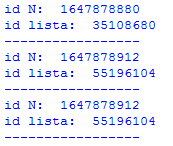 id N:  1647878880
id lista:  35108680
-----------------
id N:  1647878912
id lista:  55196104
-----------------
id N:  1647878912
id lista:  55196104
-----------------